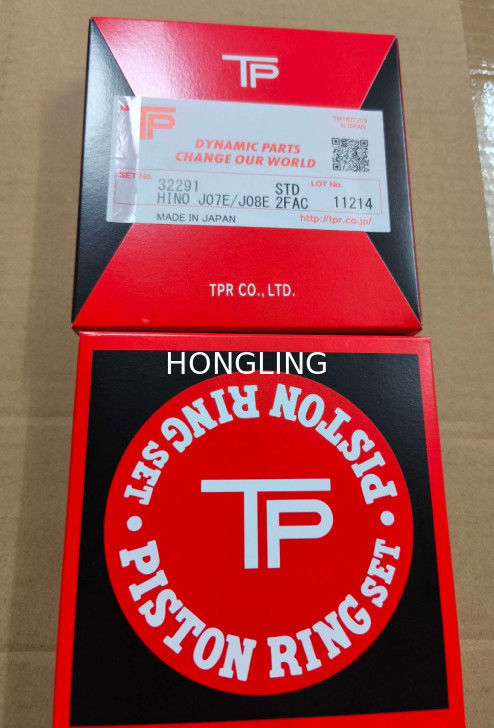 TP
TP
DYNAMIC PARTS
CHANGE OUR WORLD
SET No.
32291 STD LOT No.
HINO J07E/J08E 2FAC 11214
MADE IN JAPAN http://tpr.co.jp/
TPR CO., LTD.
HONGLING
PISTON RING SET
TP
PISTON RING SET